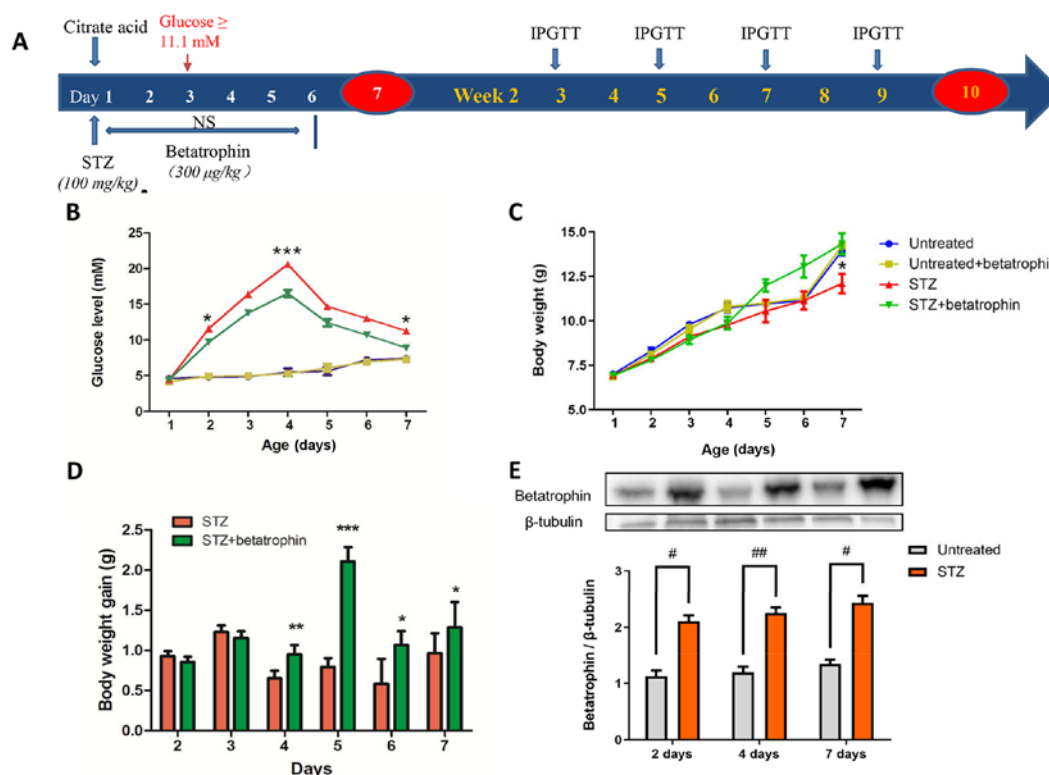 A
Citrate acid
Glucose ≥
11.1 mM
IPGTT IPGTT IPGTT IPGTT
Day 1 2 3 4 5 6 7 Week 2 3 4 5 6 7 8 9 10
NS
STZ
(100 mg/kg)
Betatrophin
(300 μg/kg)
B
Glucose level (mM)
25
20
15
10
5
0
*
***
*
1 2 3 4 5 6 7
Age (days)
C
Body weight (g)
15.0
12.5
10.0
7.5
5.0
*
1 2 3 4 5 6 7
Age (days)
Untreated
Untreated+betatrophi
STZ
STZ+betatrophin
D
Body weight gain (g)
2.5
2.0
1.5
1.0
0.5
0.0
STZ
STZ+betatrophin
**
***
*
*
2 3 4 5 6 7
Days
E
Betatrophin
β-tubulin
Untreated
STZ
Betatrophin / β-tubulin
3
2
1
0
# ## #
2 days 4 days 7 days